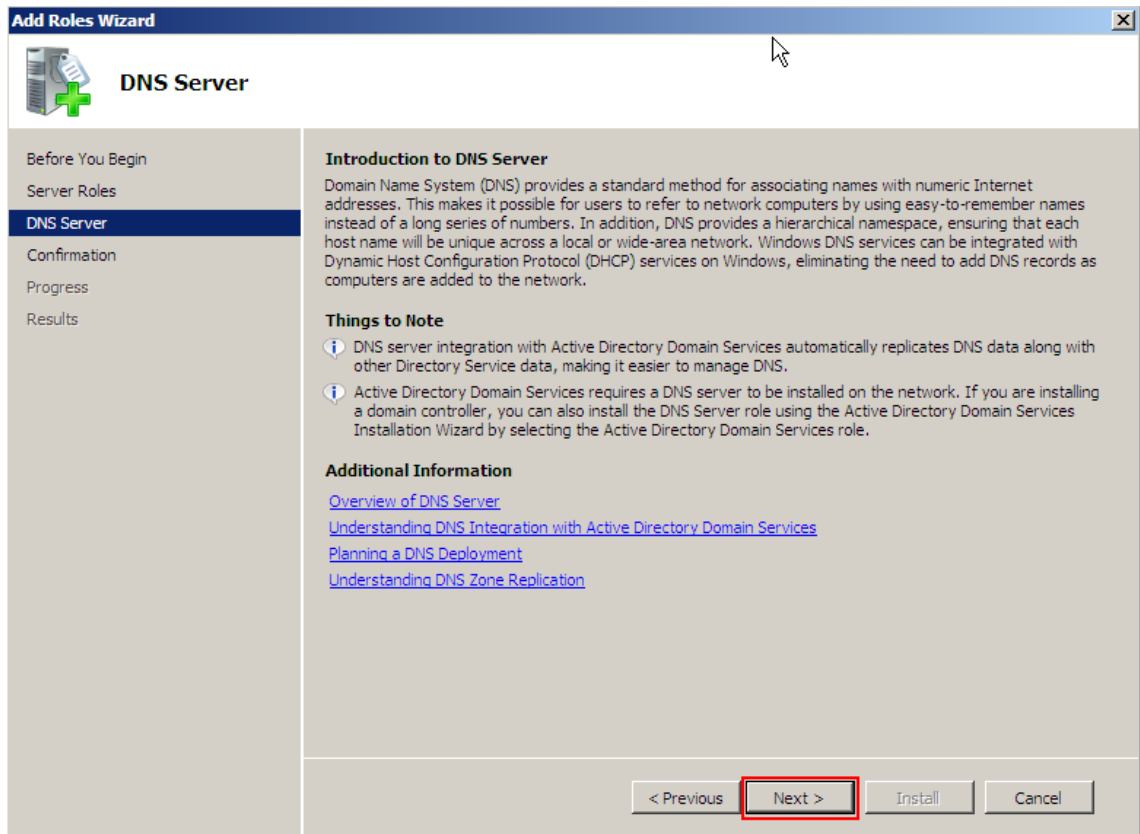 Add Roles Wizard
DNS Server
Before You Begin
Server Roles
DNS Server
Confirmation
Progress
Results
Introduction to DNS Server
Domain Name System (DNS) provides a standard method for associating names with numeric Internet
addresses. This makes it possible for users to refer to network computers by using easy-to-remember names
instead of a long series of numbers. In addition, DNS provides a hierarchical namespace, ensuring that each
host name will be unique across a local or wide-area network. Windows DNS services can be integrated with
Dynamic Host Configuration Protocol (DHCP) services on Windows, eliminating the need to add DNS records as
computers are added to the network.
Things to Note
DNS server integration with Active Directory Domain Services automatically replicates DNS data along with
other Directory Service data, making it easier to manage DNS.
Active Directory Domain Services requires a DNS server to be installed on the network. If you are installing
a domain controller, you can also install the DNS Server role using the Active Directory Domain Services
Installation Wizard by selecting the Active Directory Domain Services role.
Additional Information
Overview of DNS Server
Understanding DNS Integration with Active Directory Domain Services
Planning a DNS Deployment
Understanding DNS Zone Replication
< Previous
Next >
Install
Cancel